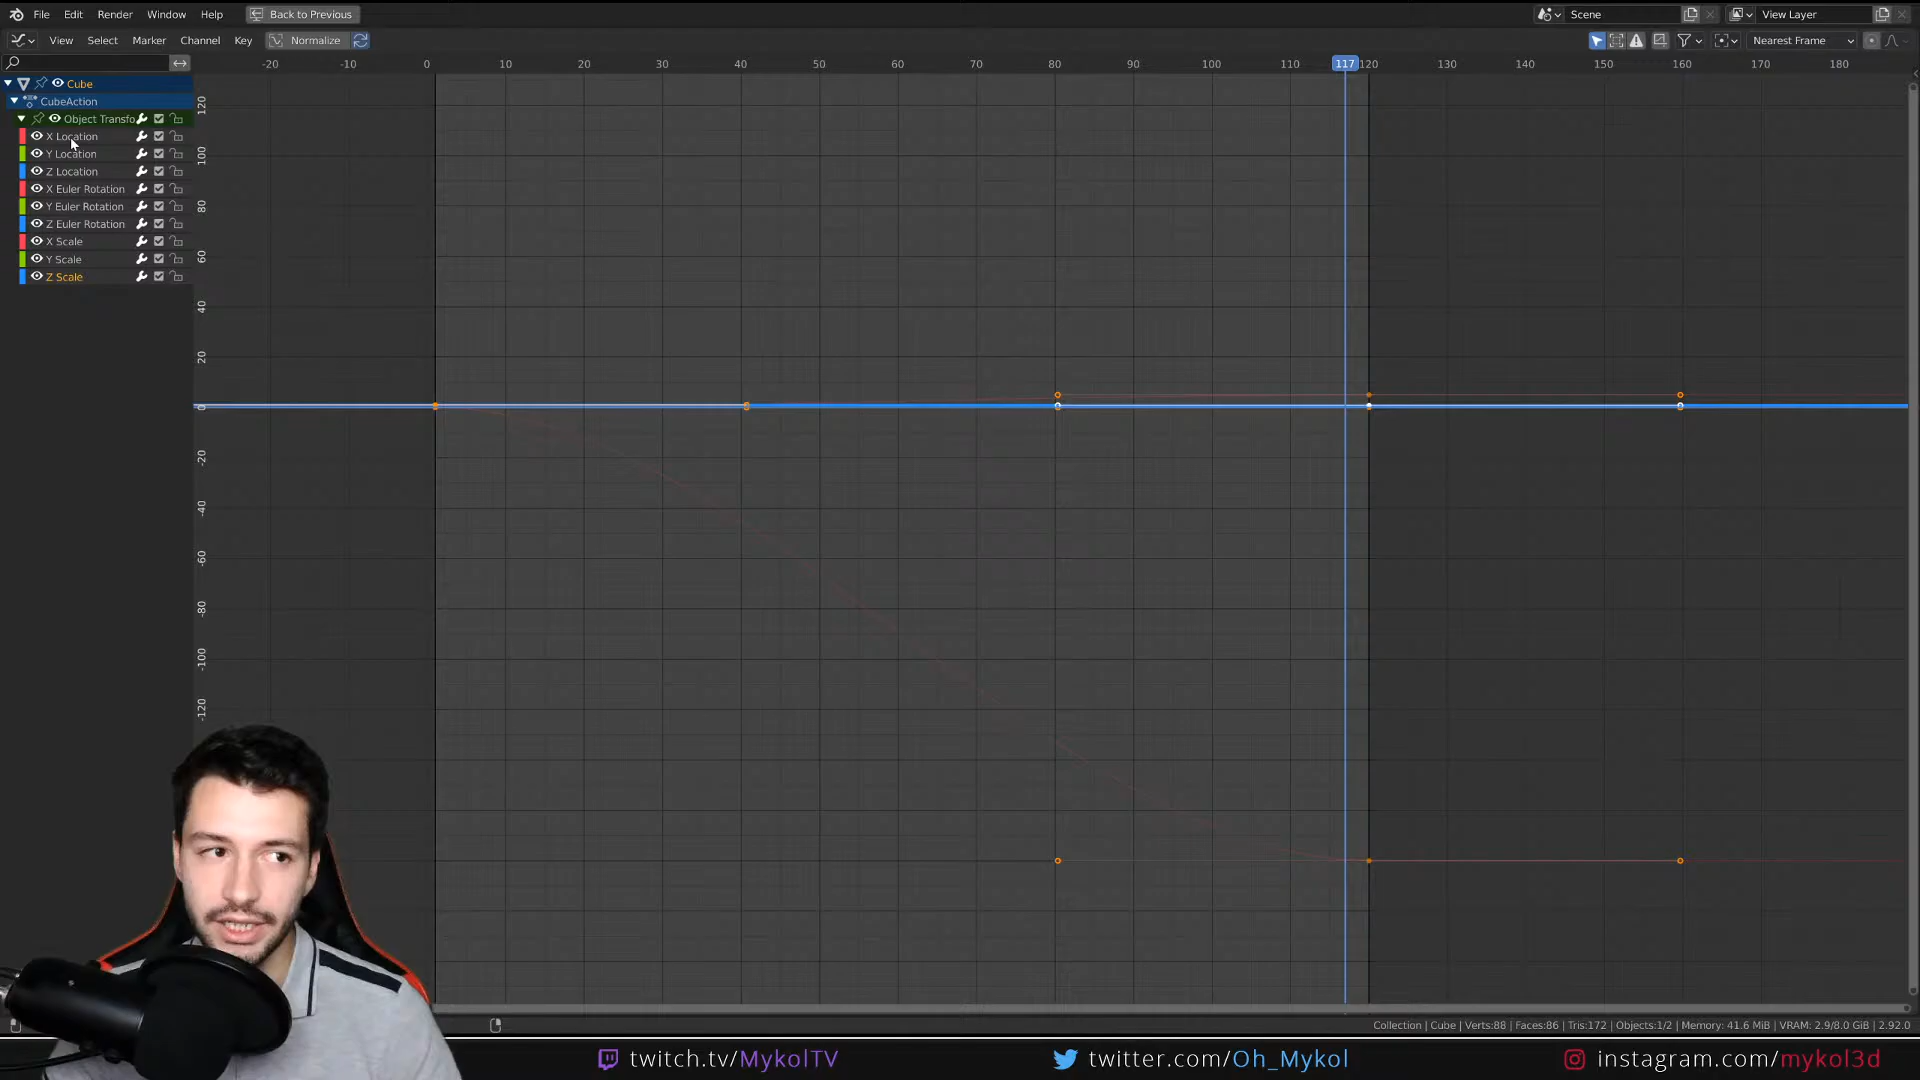 File Edit Render Window Help Back to Previous Scene View Layer
View Select Marker Channel Key Normalize Nearest Frame
-20 -10 0 10 20 30 40 50 60 70 80 90 100 110 117 120 130 140 150 160 170 180
Cube
CubeAction
Object Transfo
X Location
Y Location
Z Location
X Euler Rotation
Y Euler Rotation
Z Euler Rotation
X Scale
Y Scale
Z Scale
120
100
80
60
40
20
0
-20
-40
-60
-80
-100
-120
Collection | Cube | Verts:88 | Faces:86 | Tris:172 | Objects:1/2 | Memory: 41.6 MiB | VRAM: 2.9/8.0 GiB | 2.92.0
twitch.tv/MykolTV twitter.com/Oh_Mykol instagram.com/mykol3d